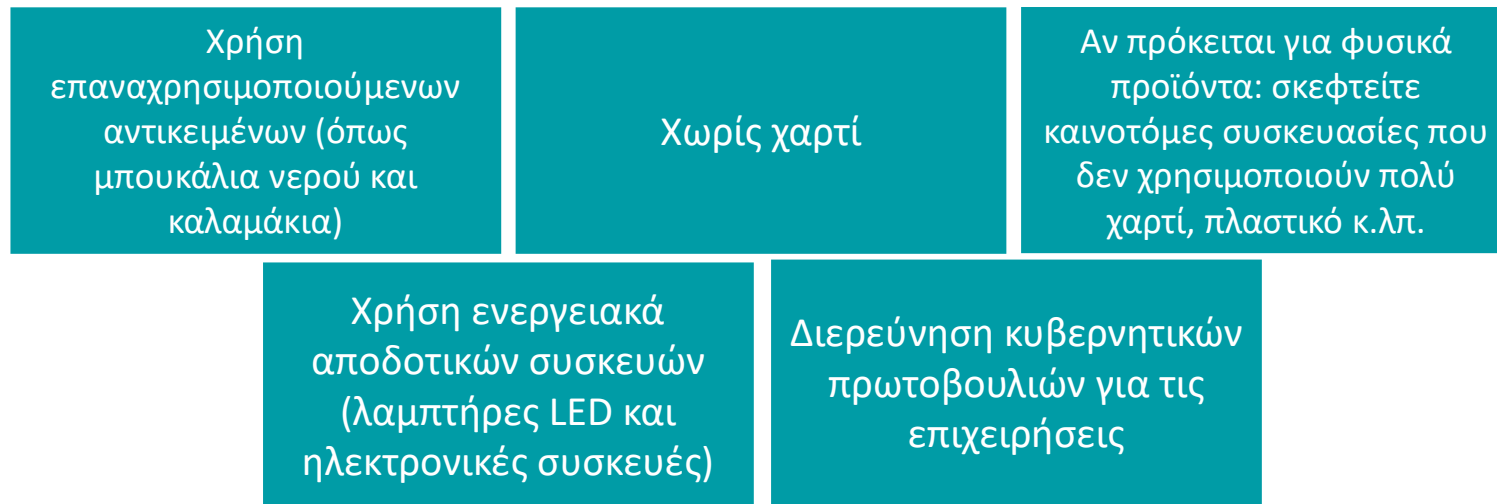 Χρήση
επαναχρησιμοποιούμενων
αντικειμένων (όπως
μπουκάλια νερού και
καλαμάκια)
Χωρίς χαρτί
Αν πρόκειται για φυσικά
προϊόντα: σκεφτείτε
καινοτόμες συσκευασίες που
δεν χρησιμοποιούν πολύ
χαρτί, πλαστικό κ.λπ.
Χρήση ενεργειακά
αποδοτικών συσκευών
(λαμπτήρες LED και
ηλεκτρονικές συσκευές)
Διερεύνηση κυβερνητικών
πρωτοβουλιών για τις
επιχειρήσεις